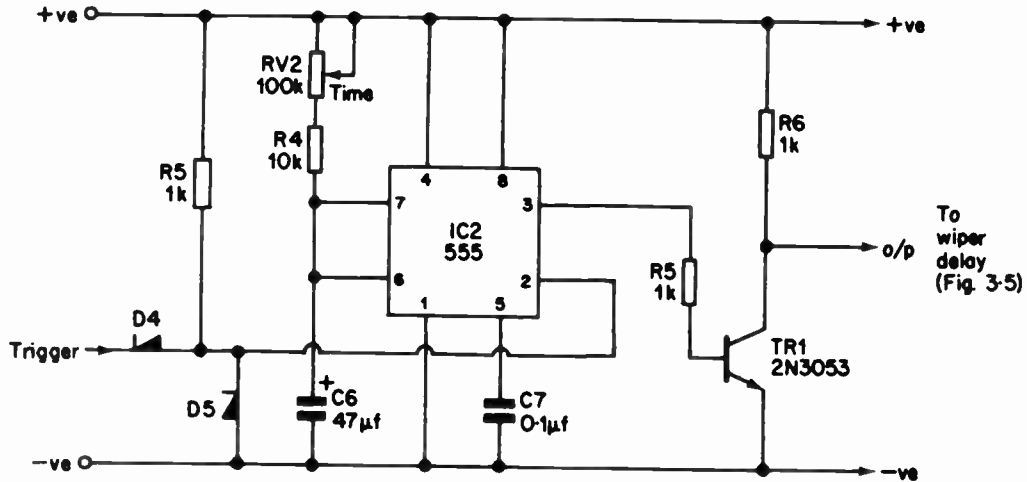 +ve
+ve
RV2
100k
Time
R4
10k
R5
1k
R6
1k
4
8
7
3
IC2
555
6
2
1
5
R5
1k
To
wiper
delay
(Fig. 3·5)
o/p
D4
Trigger
D5
+
C6
47µf
C7
0·1µf
TR1
2N3053
-ve
-ve